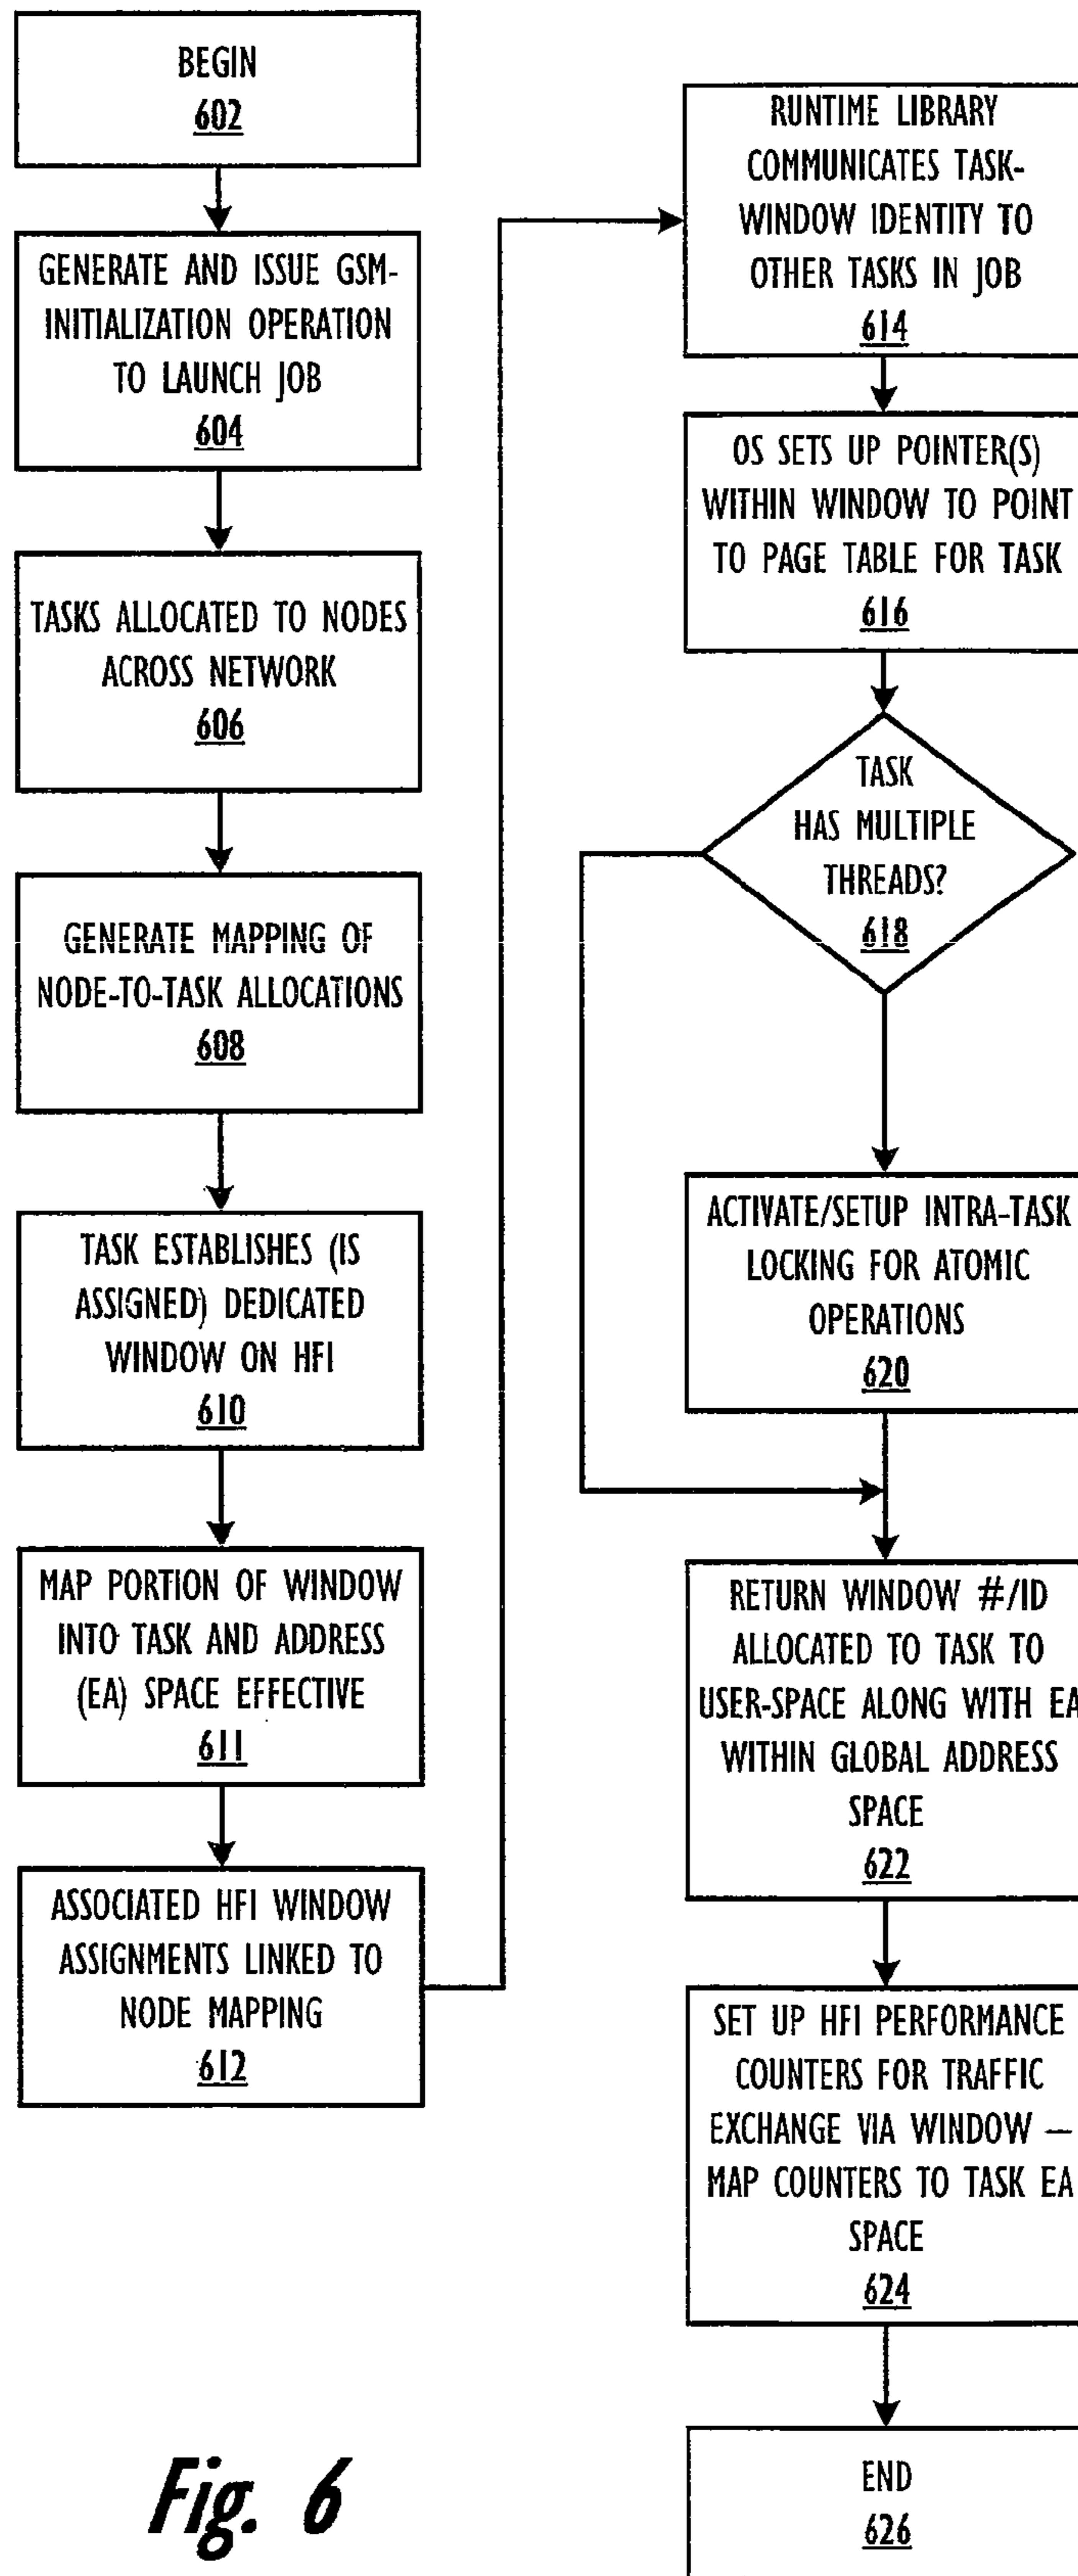 BEGIN
602
GENERATE AND ISSUE GSM-
INITIALIZATION OPERATION
TO LAUNCH JOB
604
TASKS ALLOCATED TO NODES
ACROSS NETWORK
606
GENERATE MAPPING OF
NODE-TO-TASK ALLOCATIONS
608
TASK ESTABLISHES (IS
ASSIGNED) DEDICATED
WINDOW ON HFI
610
MAP PORTION OF WINDOW
INTO TASK AND ADDRESS
(EA) SPACE EFFECTIVE
611
ASSOCIATED HFI WINDOW
ASSIGNMENTS LINKED TO
NODE MAPPING
612
RUNTIME LIBRARY
COMMUNICATES TASK-
WINDOW IDENTITY TO
OTHER TASKS IN JOB
614
OS SETS UP POINTER(S)
WITHIN WINDOW TO POINT
TO PAGE TABLE FOR TASK
616
TASK
HAS MULTIPLE
THREADS?
618
ACTIVATE/SETUP INTRA-TASK
LOCKING FOR ATOMIC
OPERATIONS
620
RETURN WINDOW #/ID
ALLOCATED TO TASK TO
USER-SPACE ALONG WITH EA
WITHIN GLOBAL ADDRESS
SPACE
622
SET UP HFI PERFORMANCE
COUNTERS FOR TRAFFIC
EXCHANGE VIA WINDOW –
MAP COUNTERS TO TASK EA
SPACE
624
END
626
Fig. 6